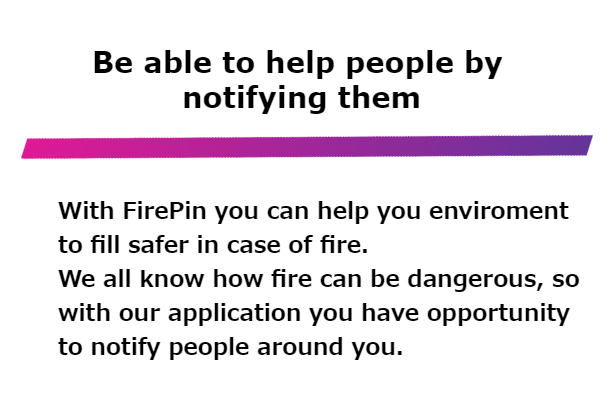 Be able to help people by
notifying them
With FirePin you can help you enviroment
to fill safer in case of fire.
We all know how fire can be dangerous, so
with our application you have opportunity
to notify people around you.